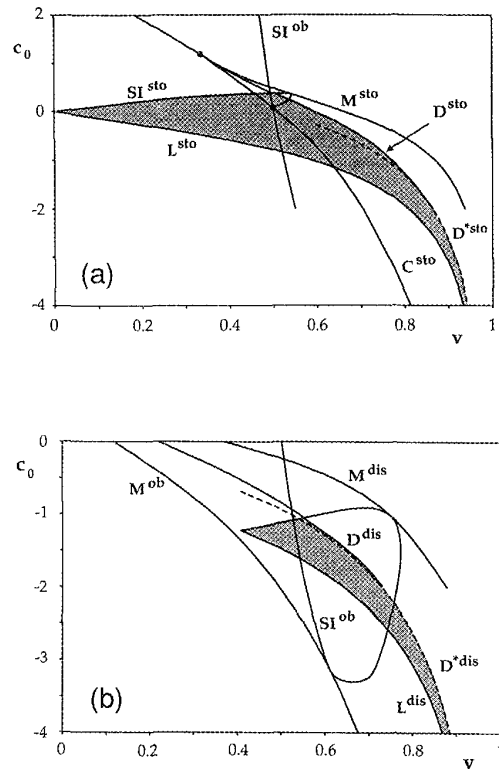 2
c₀
SI^ob
M^sto
SI^sto
D^sto
0
L^sto
-2
D*^sto
(a)
C^sto
-4
0
0.2
0.4
0.6
0.8
v
1
0
c₀
M^ob
M^dis
-1
D^dis
-2
SI^ob
-3
D*^dis
(b)
L^dis
-4
0
0.2
0.4
0.6
0.8
v
1